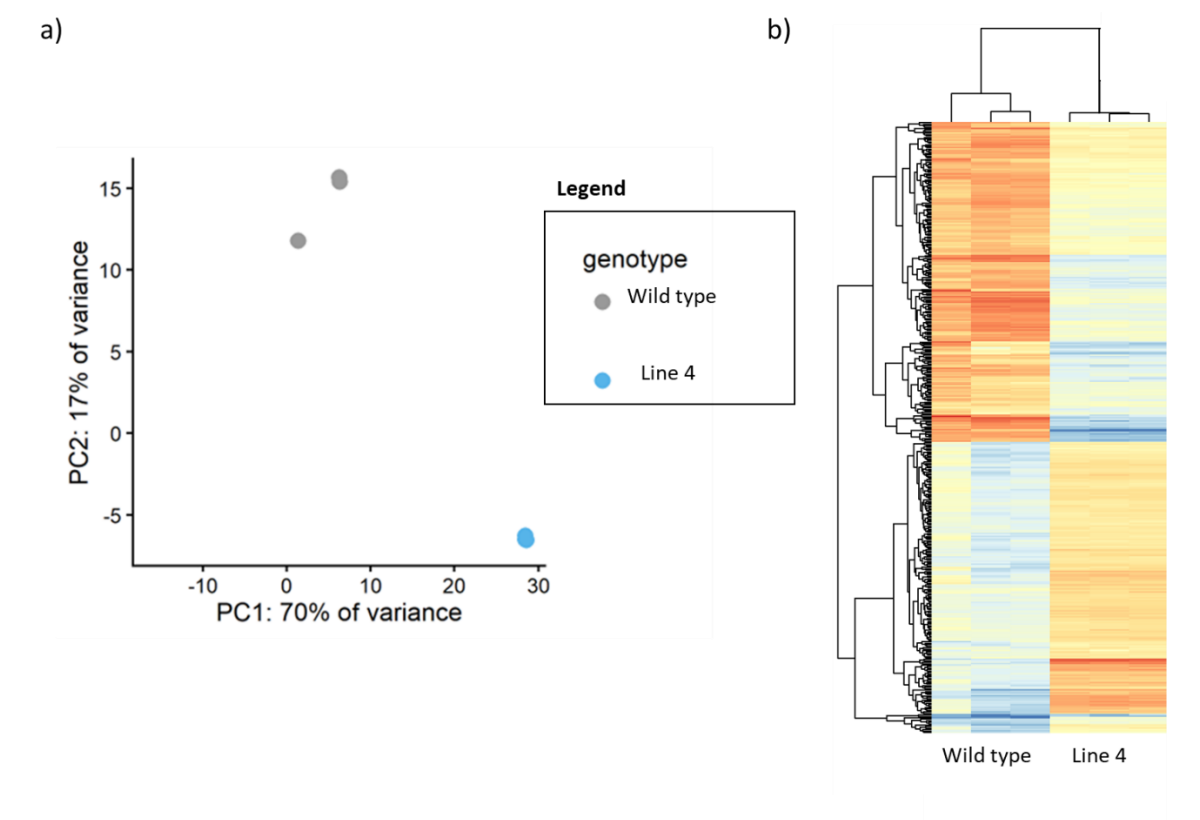 a)
b)
15
10
5
0
-5
PC2: 17% of variance
-10
0
10
20
30
PC1: 70% of variance
Legend
genotype
Wild type
Line 4
Wild type
Line 4